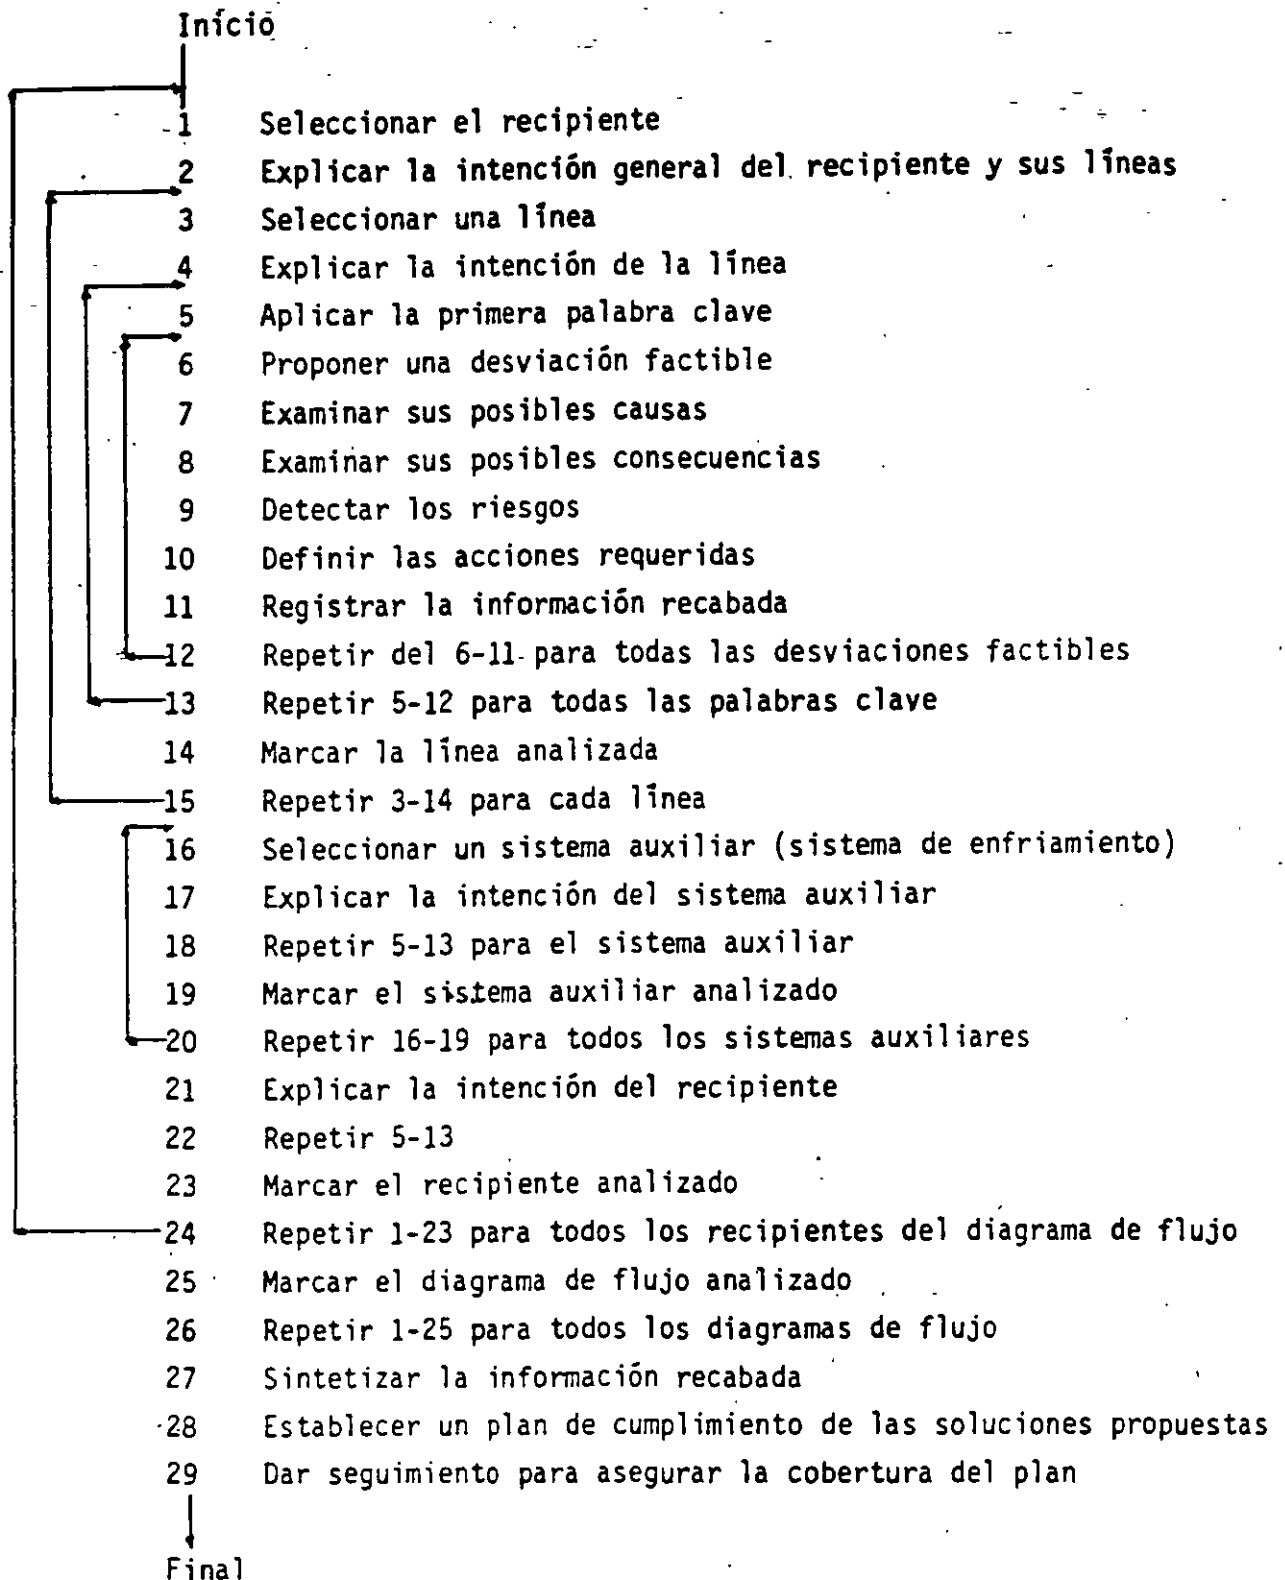 Início
1 Seleccionar el recipiente
2 Explicar la intención general del recipiente y sus líneas
3 Seleccionar una línea
4 Explicar la intención de la línea
5 Aplicar la primera palabra clave
6 Proponer una desviación factible
7 Examinar sus posibles causas
8 Examinar sus posibles consecuencias
9 Detectar los riesgos
10 Definir las acciones requeridas
11 Registrar la información recabada
12 Repetir del 6-11 para todas las desviaciones factibles
13 Repetir 5-12 para todas las palabras clave
14 Marcar la línea analizada
15 Repetir 3-14 para cada línea
16 Seleccionar un sistema auxiliar (sistema de enfriamiento)
17 Explicar la intención del sistema auxiliar
18 Repetir 5-13 para el sistema auxiliar
19 Marcar el sistema auxiliar analizado
20 Repetir 16-19 para todos los sistemas auxiliares
21 Explicar la intención del recipiente
22 Repetir 5-13
23 Marcar el recipiente analizado
24 Repetir 1-23 para todos los recipientes del diagrama de flujo
25 Marcar el diagrama de flujo analizado
26 Repetir 1-25 para todos los diagramas de flujo
27 Sintetizar la información recabada
28 Establecer un plan de cumplimiento de las soluciones propuestas
29 Dar seguimiento para asegurar la cobertura del plan
Final